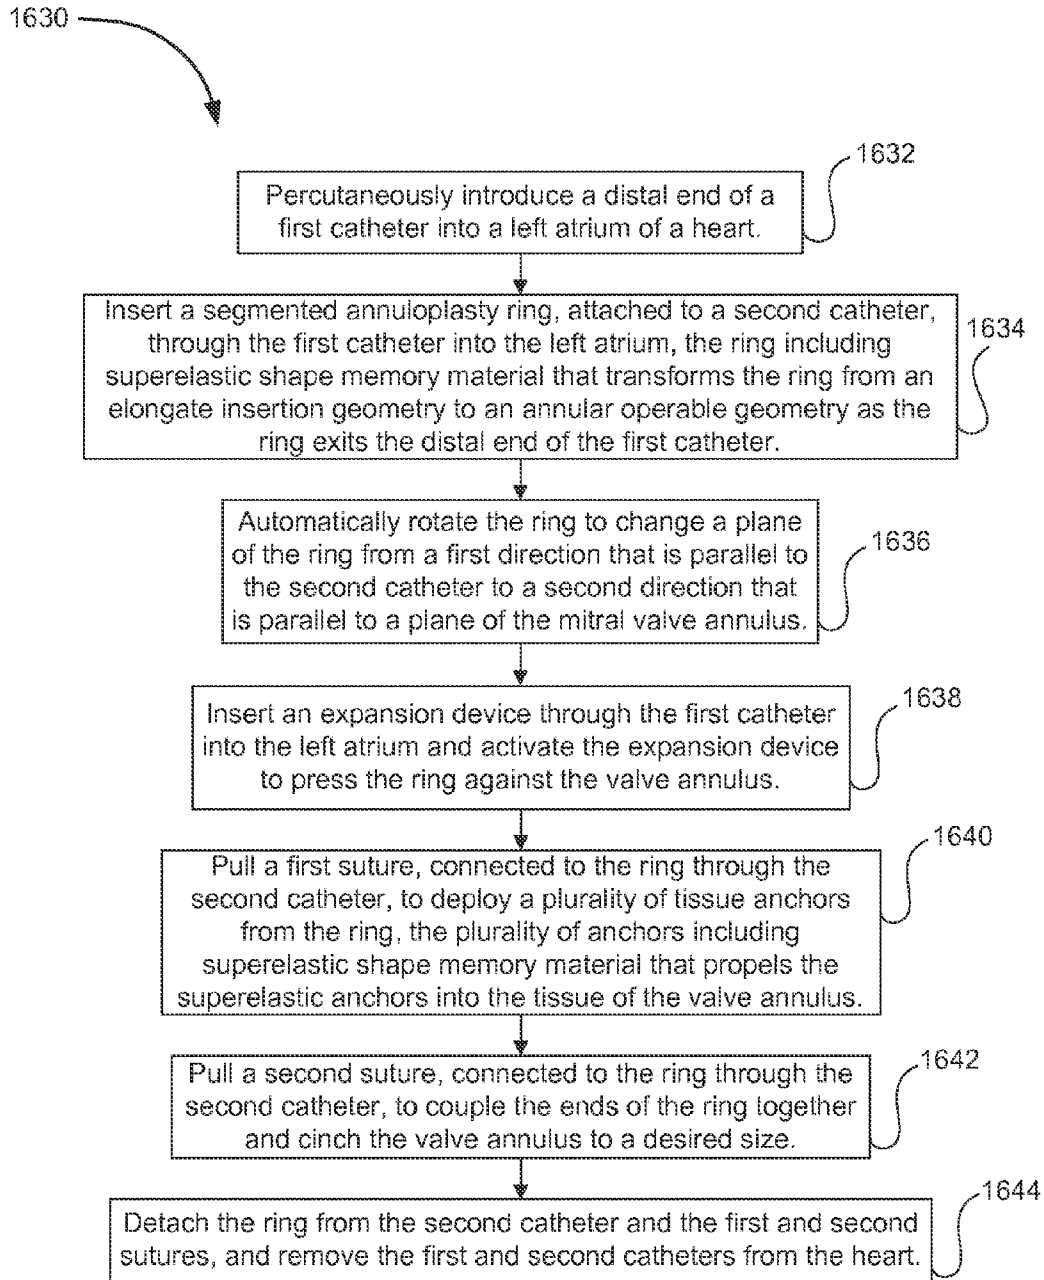 1630
1632
Percutaneously introduce a distal end of a
first catheter into a left atrium of a heart.
1634
Insert a segmented annuloplasty ring, attached to a second catheter,
through the first catheter into the left atrium, the ring including
superelastic shape memory material that transforms the ring from an
elongate insertion geometry to an annular operable geometry as the
ring exits the distal end of the first catheter.
1636
Automatically rotate the ring to change a plane
of the ring from a first direction that is parallel to
the second catheter to a second direction that
is parallel to a plane of the mitral valve annulus.
1638
Insert an expansion device through the first catheter
into the left atrium and activate the expansion device
to press the ring against the valve annulus.
1640
Pull a first suture, connected to the ring through the
second catheter, to deploy a plurality of tissue anchors
from the ring, the plurality of anchors including
superelastic shape memory material that propels the
superelastic anchors into the tissue of the valve annulus.
1642
Pull a second suture, connected to the ring through the
second catheter, to couple the ends of the ring together
and cinch the valve annulus to a desired size.
1644
Detach the ring from the second catheter and the first and second
sutures, and remove the first and second catheters from the heart.